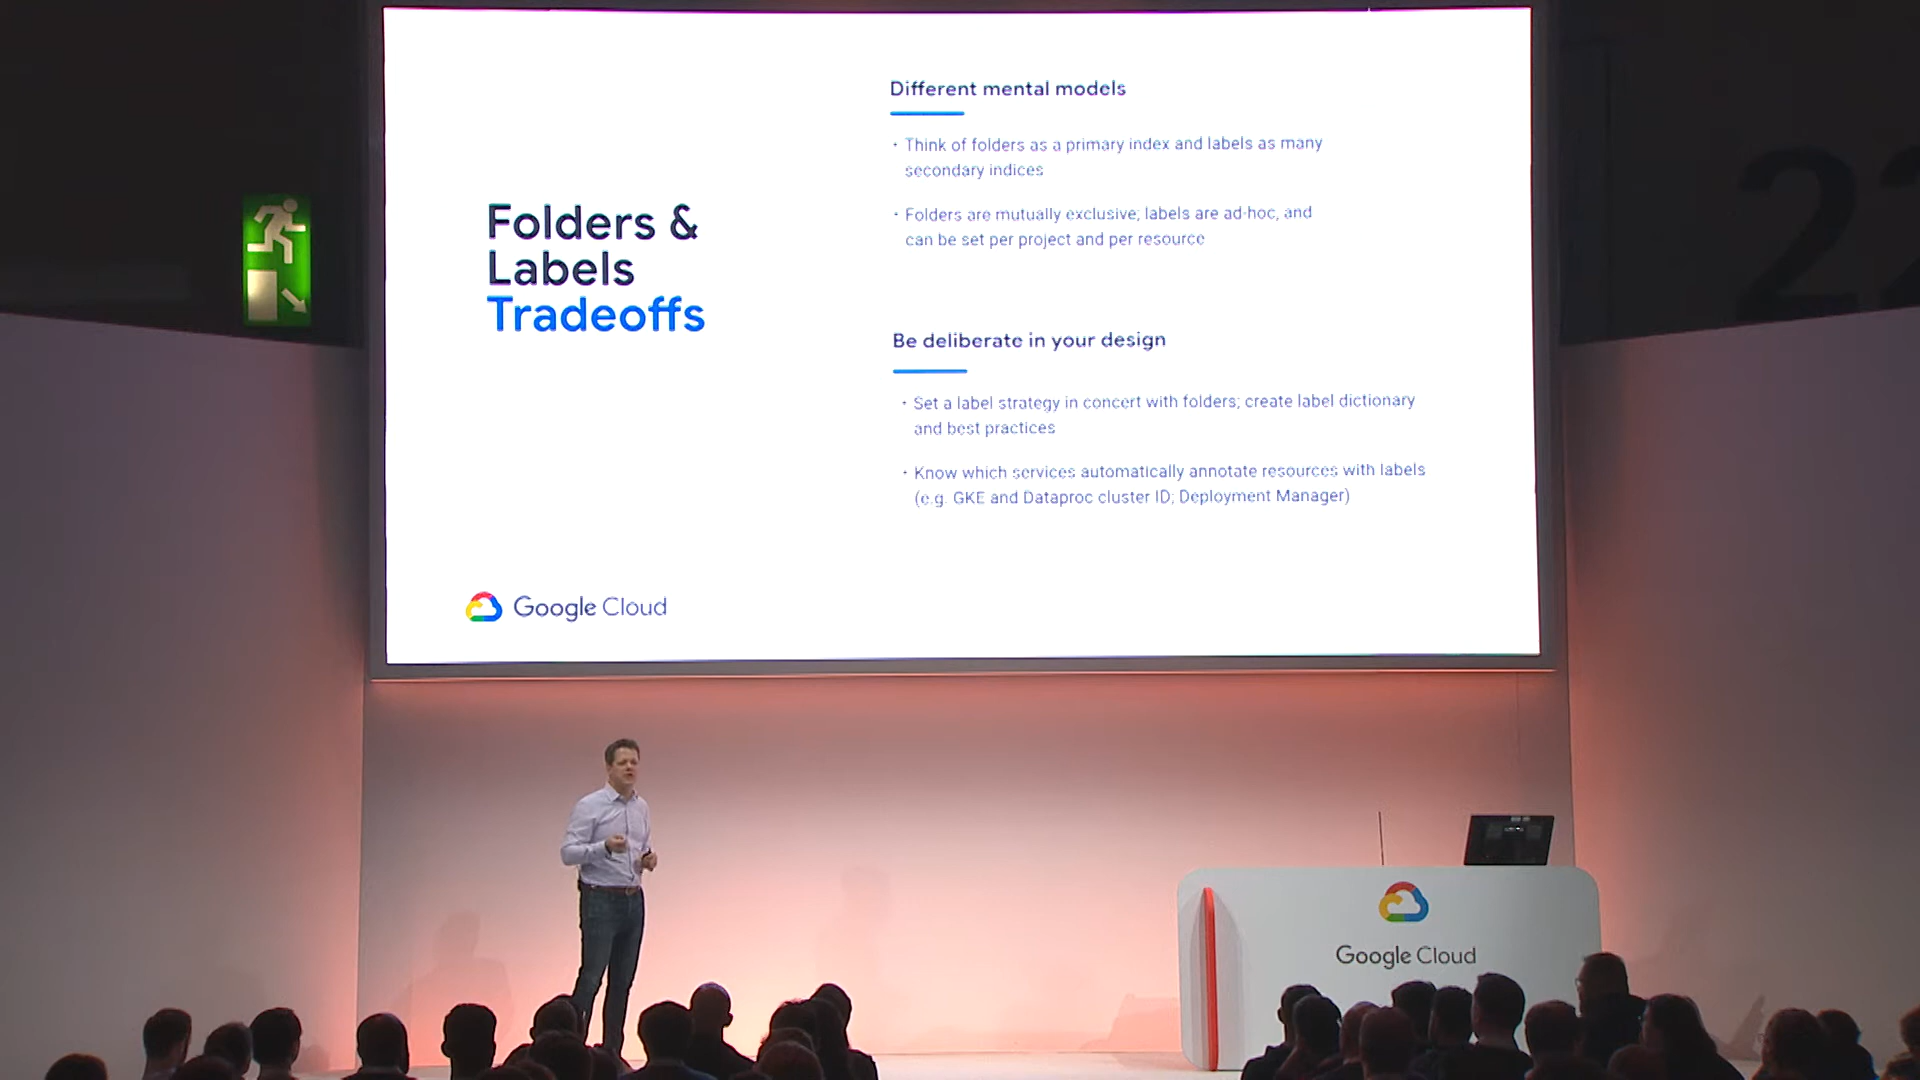 Folders &
Labels
Tradeoffs
Different mental models
· Think of folders as a primary index and labels as many
secondary indices
· Folders are mutually exclusive; labels are ad-hoc, and
can be set per project and per resource
Be deliberate in your design
· Set a label strategy in concert with folders; create label dictionary
and best practices
· Know which services automatically annotate resources with labels
(e.g. GKE and Dataproc cluster ID; Deployment Manager)
Google Cloud
22
Google Cloud